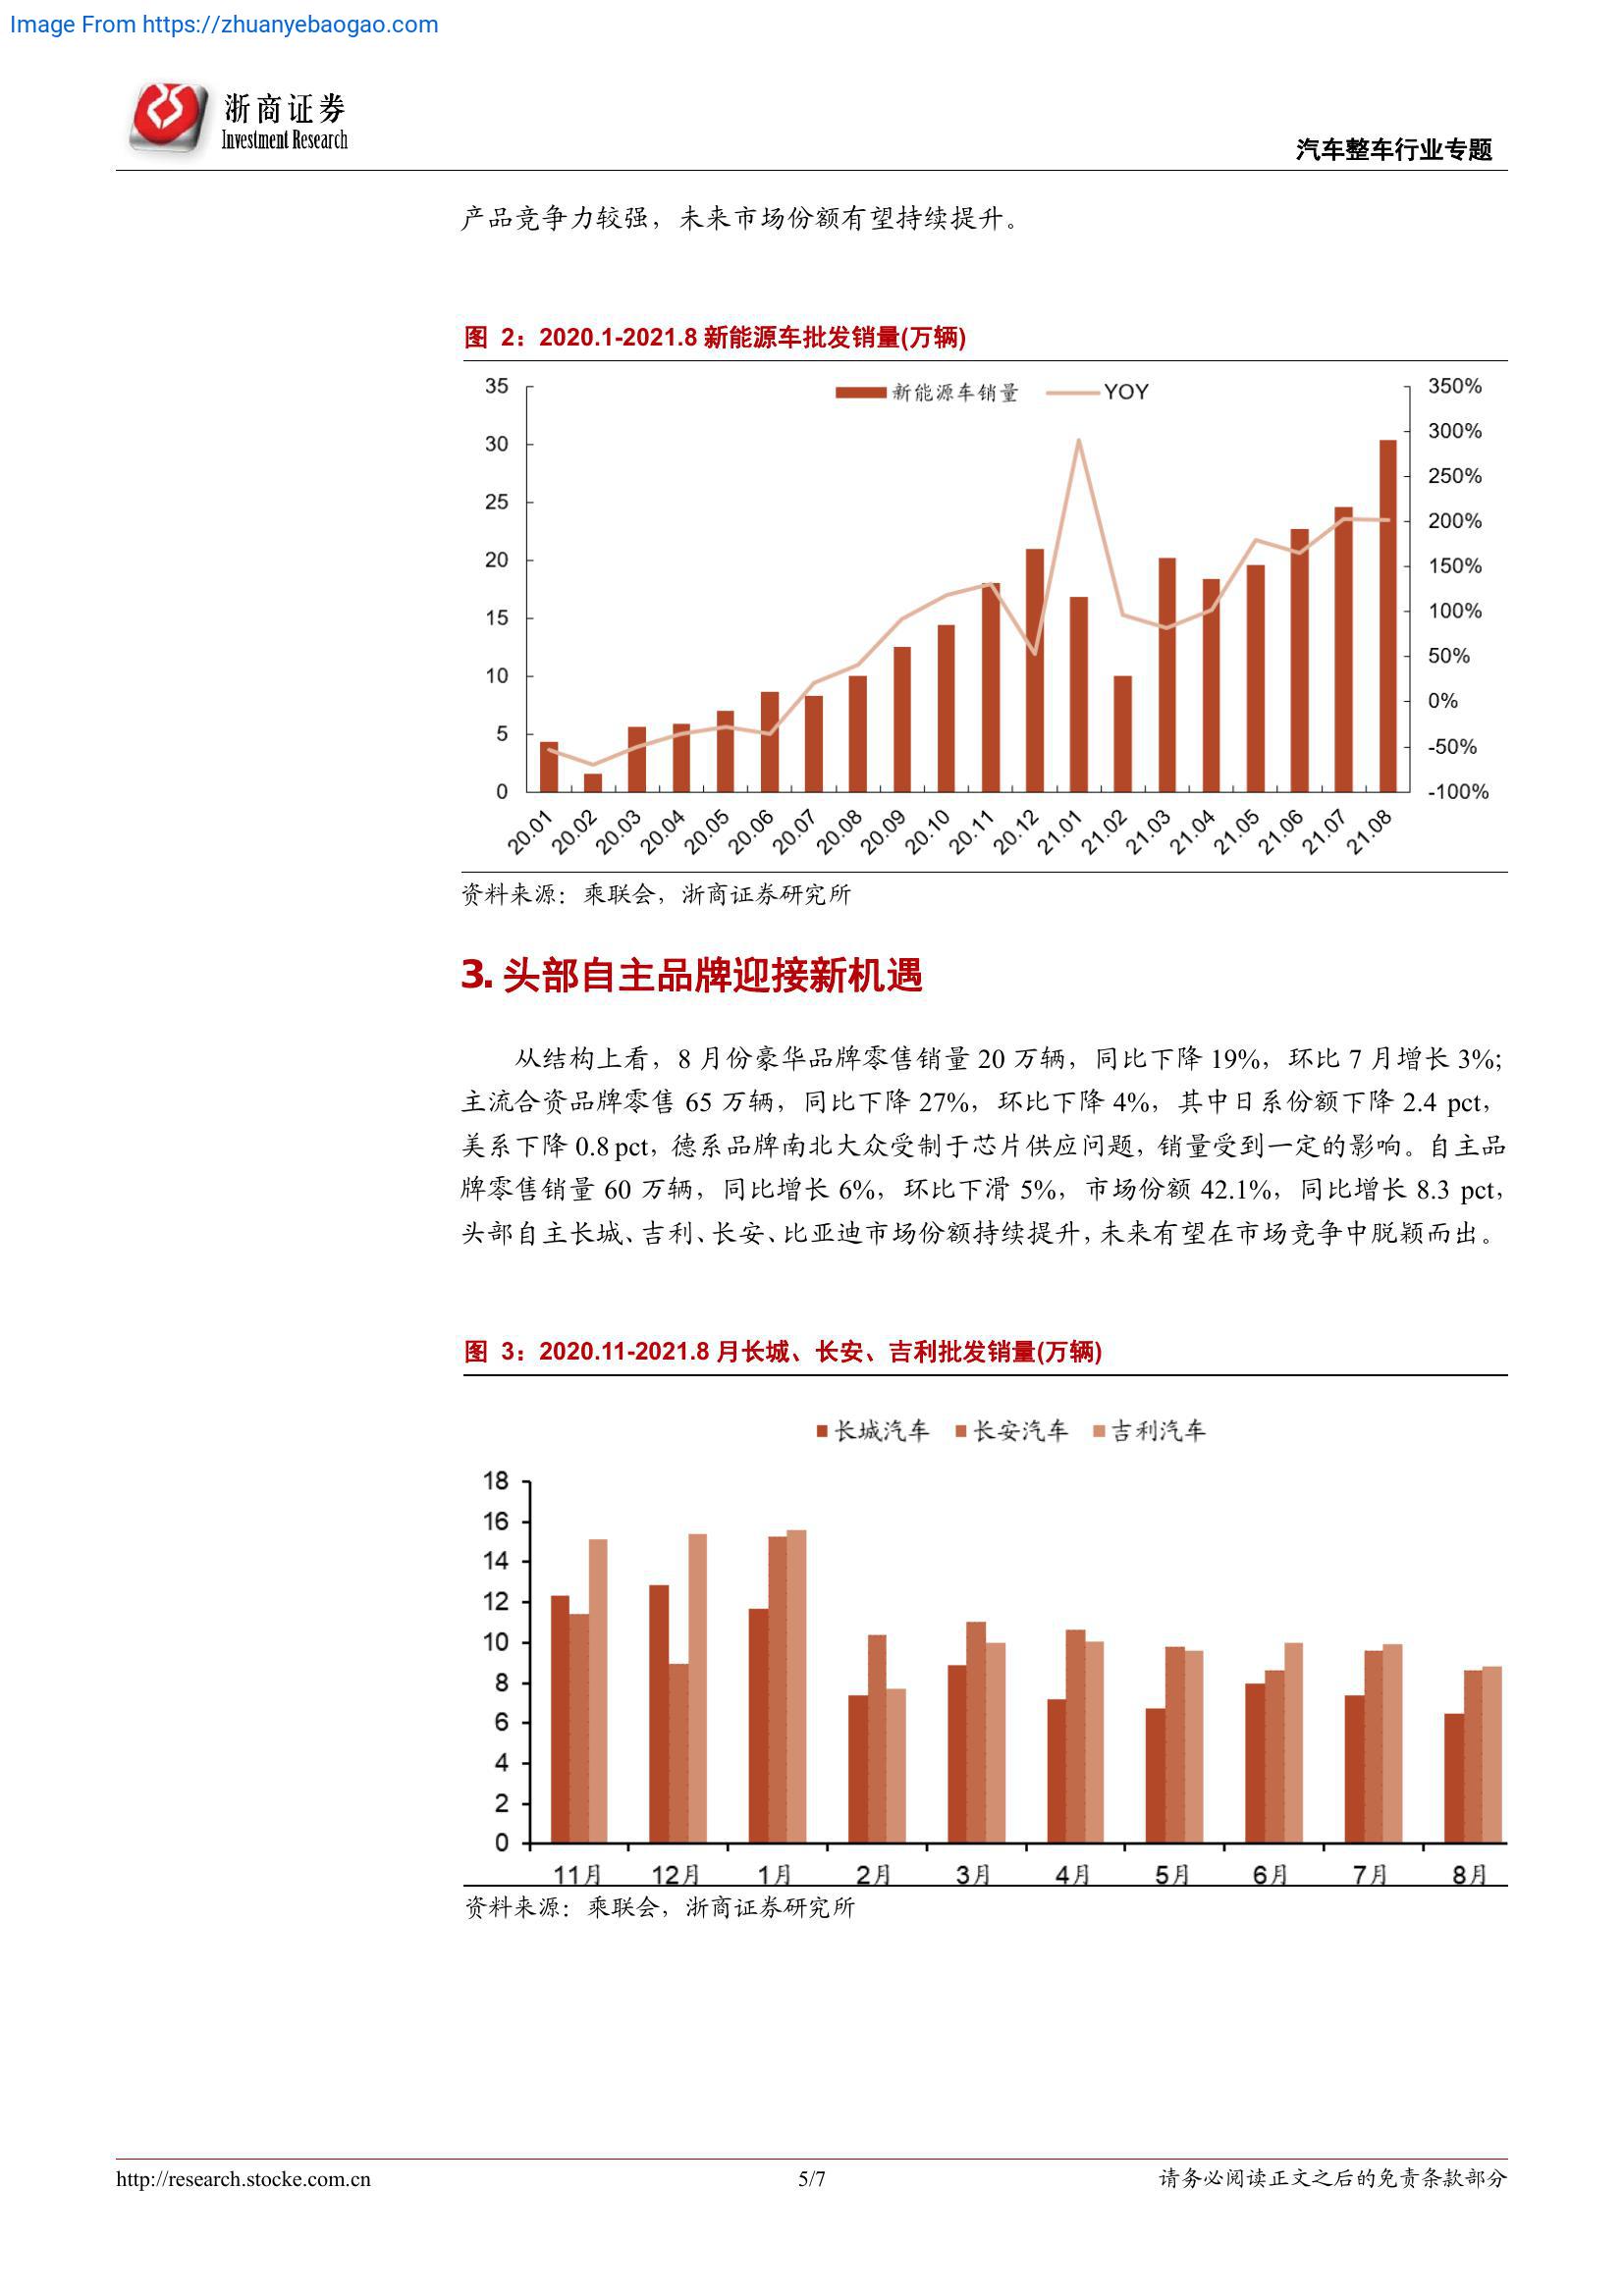 Image From https://zhuanyebaogao.com
浙商证券
Investment Research
汽车整车行业专题
产品竞争力较强，未来市场份额有望持续提升。
图 2：2020.1-2021.8 新能源车批发销量(万辆)
新能源车销量 YOY
35 350%
30 300%
25 250%
20 200%
15 150%
10 100%
5 50%
0 0%
-50%
-100%
20.01 20.02 20.03 20.04 20.05 20.06 20.07 20.08 20.09 20.10 20.11 20.12 21.01 21.02 21.03 21.04 21.05 21.06 21.07 21.08
资料来源：乘联会，浙商证券研究所
3. 头部自主品牌迎接新机遇
从结构上看，8 月份豪华品牌零售销量 20 万辆，同比下降 19%，环比 7 月增长 3%；
主流合资品牌零售 65 万辆，同比下降 27%，环比下降 4%，其中日系份额下降 2.4 pct，
美系下降 0.8 pct，德系品牌南北大众受制于芯片供应问题，销量受到一定的影响。自主品
牌零售销量 60 万辆，同比增长 6%，环比下滑 5%，市场份额 42.1%，同比增长 8.3 pct，
头部自主长城、吉利、长安、比亚迪市场份额持续提升，未来有望在市场竞争中脱颖而出。
图 3：2020.11-2021.8 月长城、长安、吉利批发销量(万辆)
长城汽车 长安汽车 吉利汽车
18
16
14
12
10
8
6
4
2
0
11月 12月 1月 2月 3月 4月 5月 6月 7月 8月
资料来源：乘联会，浙商证券研究所
http://research.stocke.com.cn 5/7 请务必阅读正文之后的免责条款部分